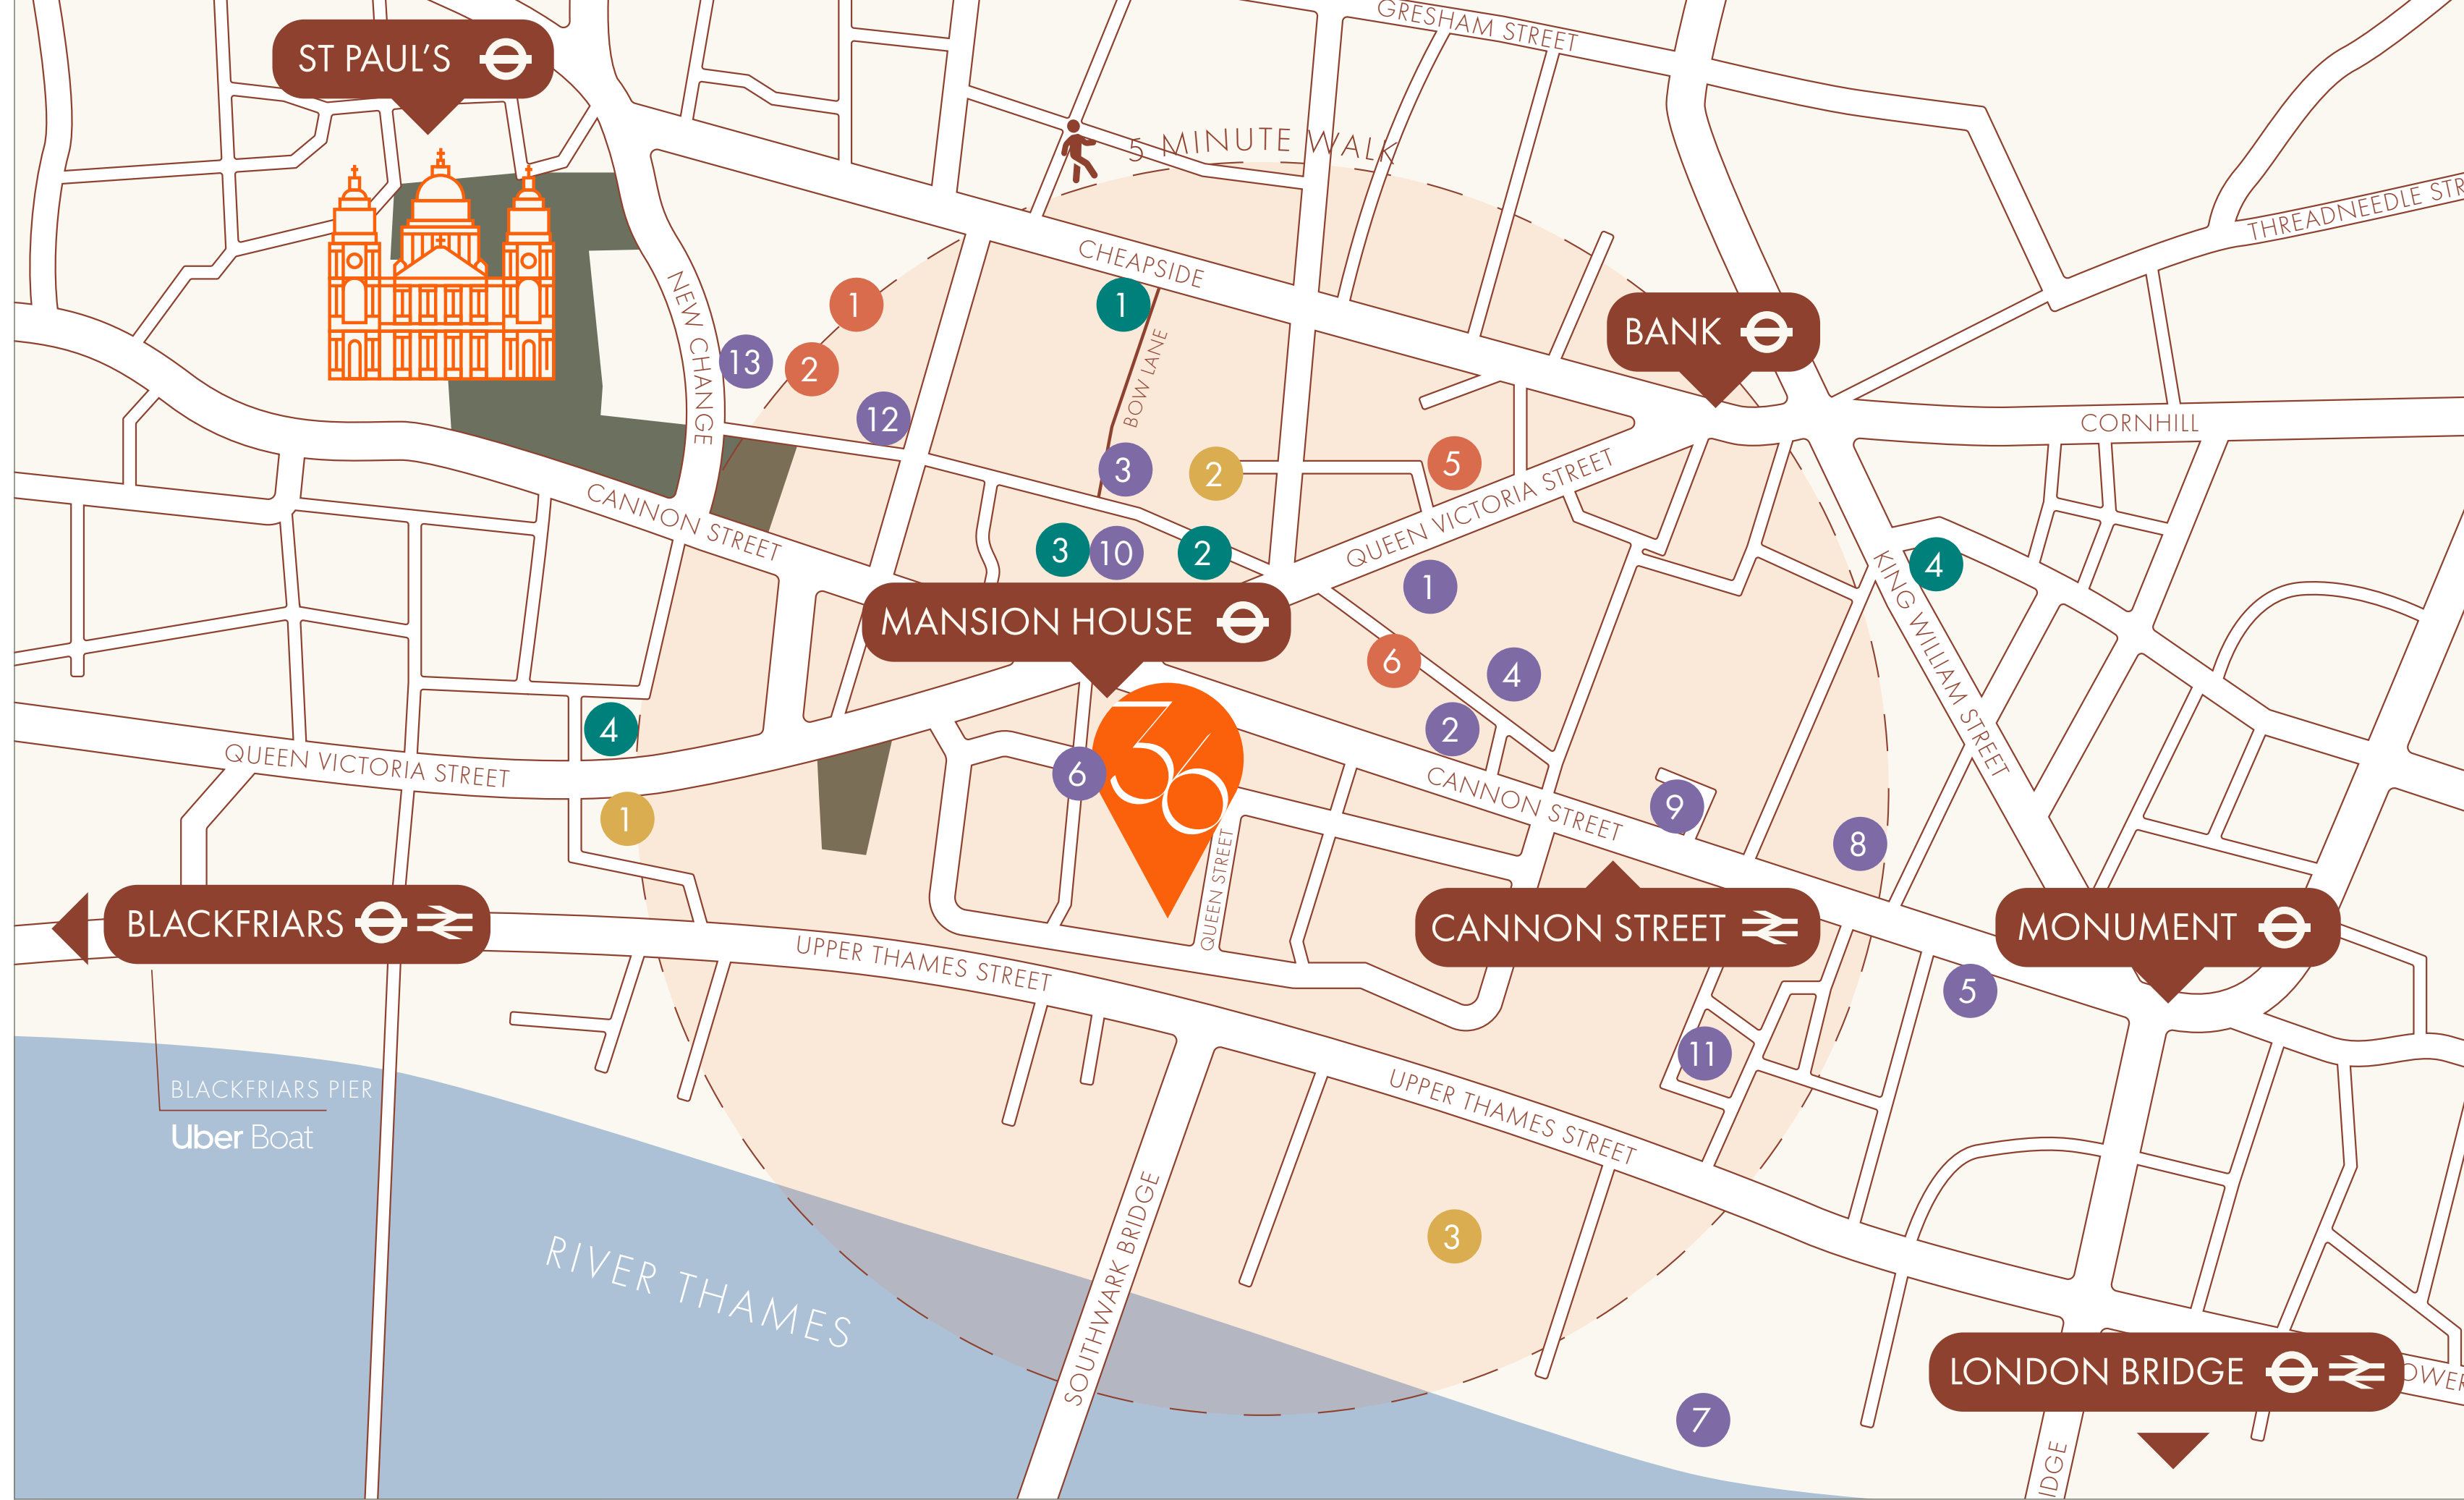 GRESHAM STREET
ST PAUL'S
5 MINUTE WALK
THREADNEEDLE STR
CHEAPSIDE
NEW CHANGE
1
1
BANK
BOW LANE
13
2
12
CORNHILL
3
2
5
QUEEN VICTORIA STREET
CANNON STREET
3
10
2
4
1
KING WILLIAM STREET
MANSION HOUSE
6
4
4
2
QUEEN VICTORIA STREET
36
6
CANNON STREET
9
1
8
QUEEN STREET
BLACKFRIARS
CANNON STREET
MONUMENT
UPPER THAMES STREET
5
11
BLACKFRIARS PIER
Uber Boat
UPPER THAMES STREET
SOUTHWARK BRIDGE
3
RIVER THAMES
LONDON BRIDGE
OWER
7
IDGE